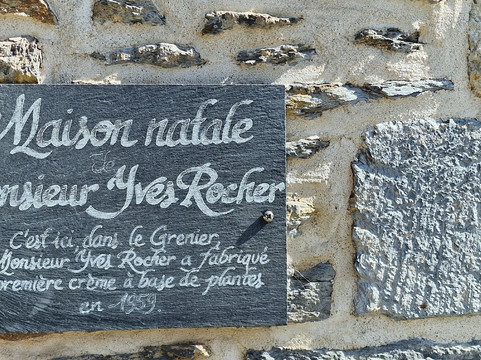 Maison natale
de
onsieur Yves Rocher
C'est ici, dans le Grenier,
Monsieur Yves Rocher a fabriqué
première crème à base de plantes
en 1959.